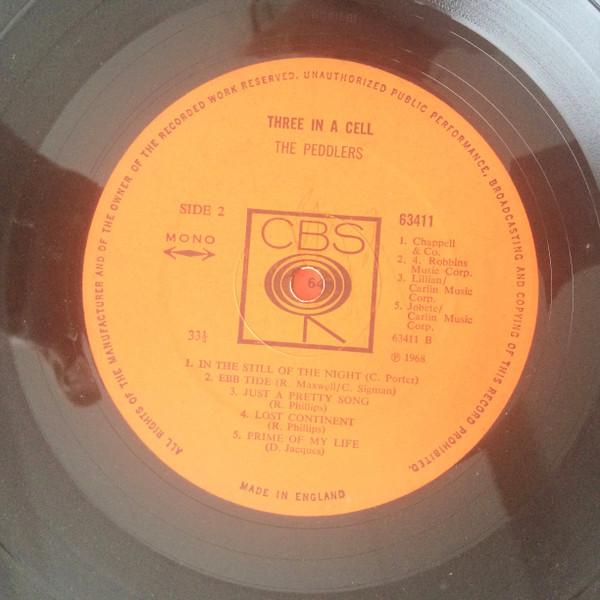 ALL RIGHTS OF THE MANUFACTURER AND OF THE OWNER OF THE RECORDED WORK RESERVED. UNAUTHORIZED PUBLIC PERFORMANCE, BROADCASTING AND COPYING OF THIS RECORD PROHIBITED.
THREE IN A CELL
THE PEDDLERS
SIDE 2
MONO
33⅓
CBS
63411
1. Chappell
& Co.
2. 4. Robbins
Music Corp.
3. Lillian/
Carlin Music
Corp.
5. Jobete/
Carlin Music
Corp.
63411 B
℗ 1968
1. IN THE STILL OF THE NIGHT (C. Porter)
2. EBB TIDE (R. Maxwell/C. Sigman)
3. JUST A PRETTY SONG
(R. Phillips)
4. LOST CONTINENT
(R. Phillips)
5. PRIME OF MY LIFE
(D. Jacques)
MADE IN ENGLAND